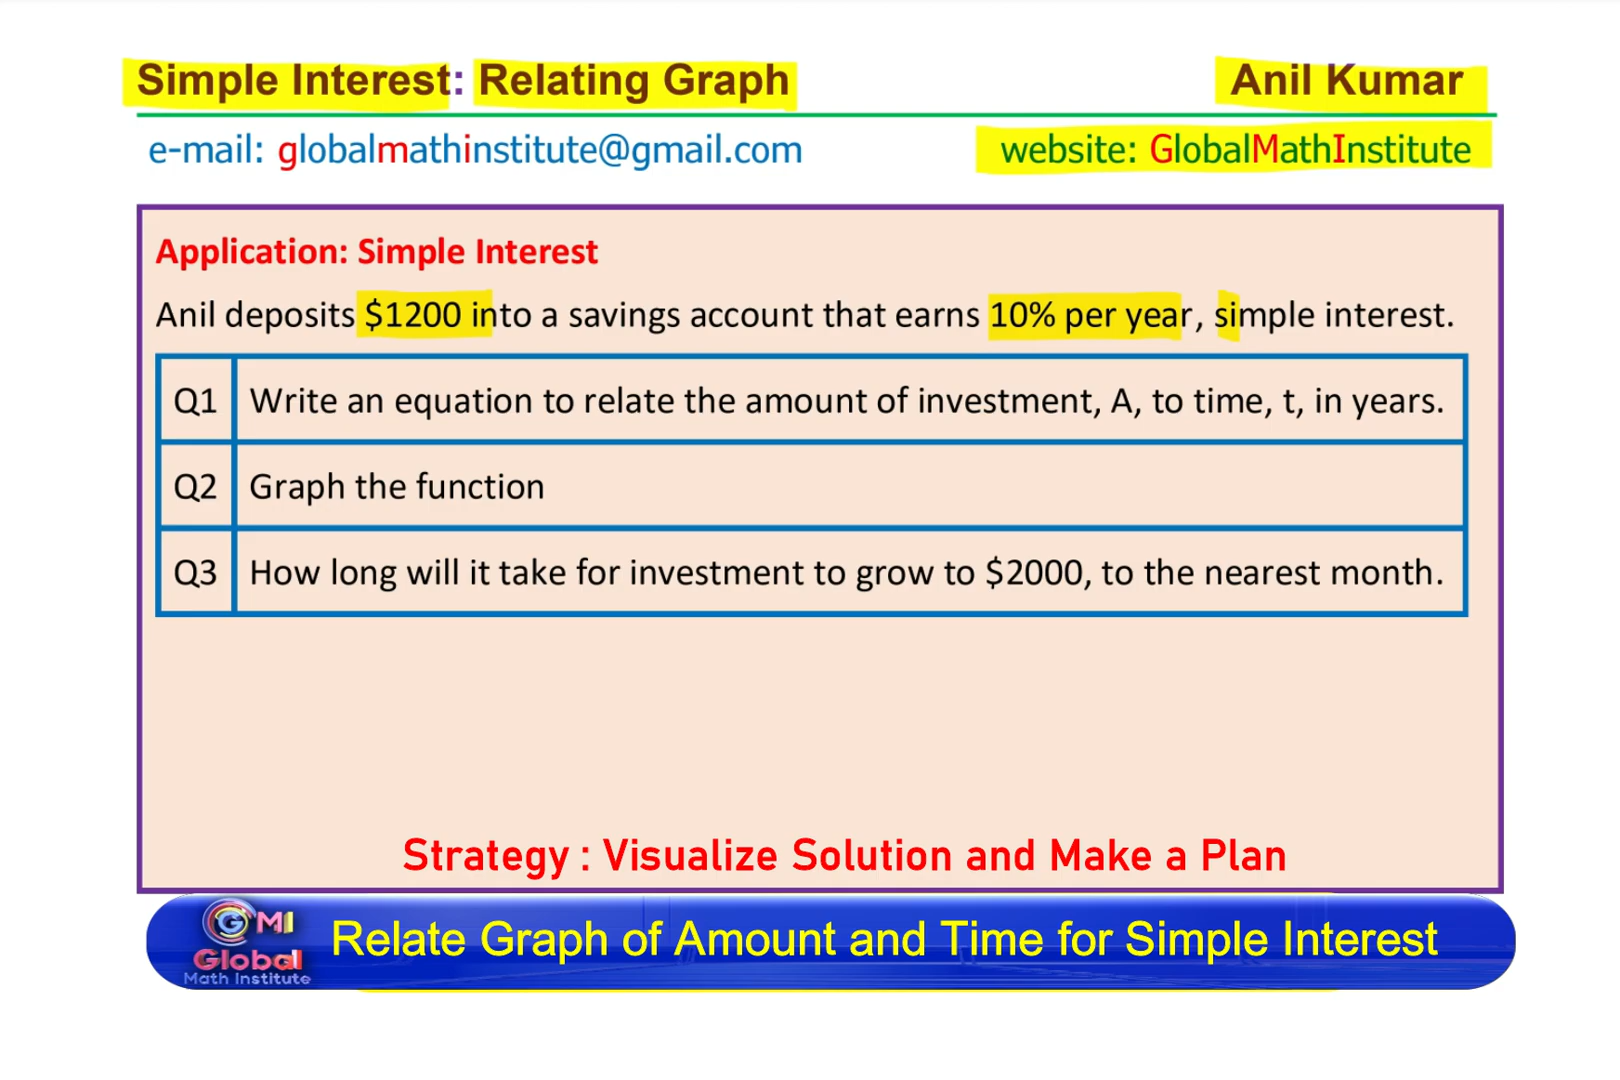 Simple Interest: Relating Graph
Anil Kumar
e-mail: globalmathinstitute@gmail.com
website: GlobalMathInstitute
Application: Simple Interest
Anil deposits $1200 into a savings account that earns 10% per year, simple interest.
Q1 Write an equation to relate the amount of investment, A, to time, t, in years.
Q2 Graph the function
Q3 How long will it take for investment to grow to $2000, to the nearest month.
Strategy : Visualize Solution and Make a Plan
GMI
Global
Math Institute
Relate Graph of Amount and Time for Simple Interest